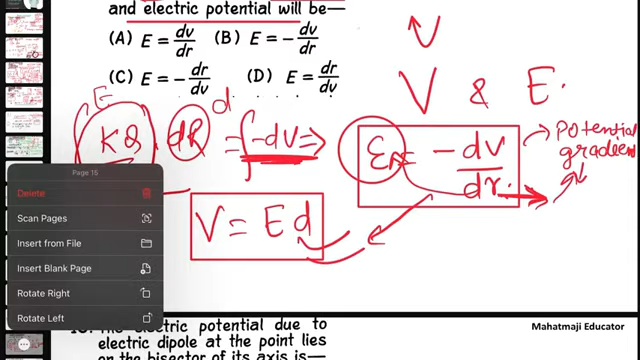 and electric potential will be—
(A) E = dv/dr (B) E = − dv/dr
(C) E = − dr/dv (D) E = dr/dv
V
V & E.
E
KQ dR d = ∫ -dV ⇒
E = - dV/dr
Potential
gradient
V = Ed
Page 15
Delete
Scan Pages
Insert from File
Insert Blank Page
Rotate Right
Rotate Left
Mahatmaji Educator
The electric potential due to
electric dipole at the point lies
on the bisector of its axis is—